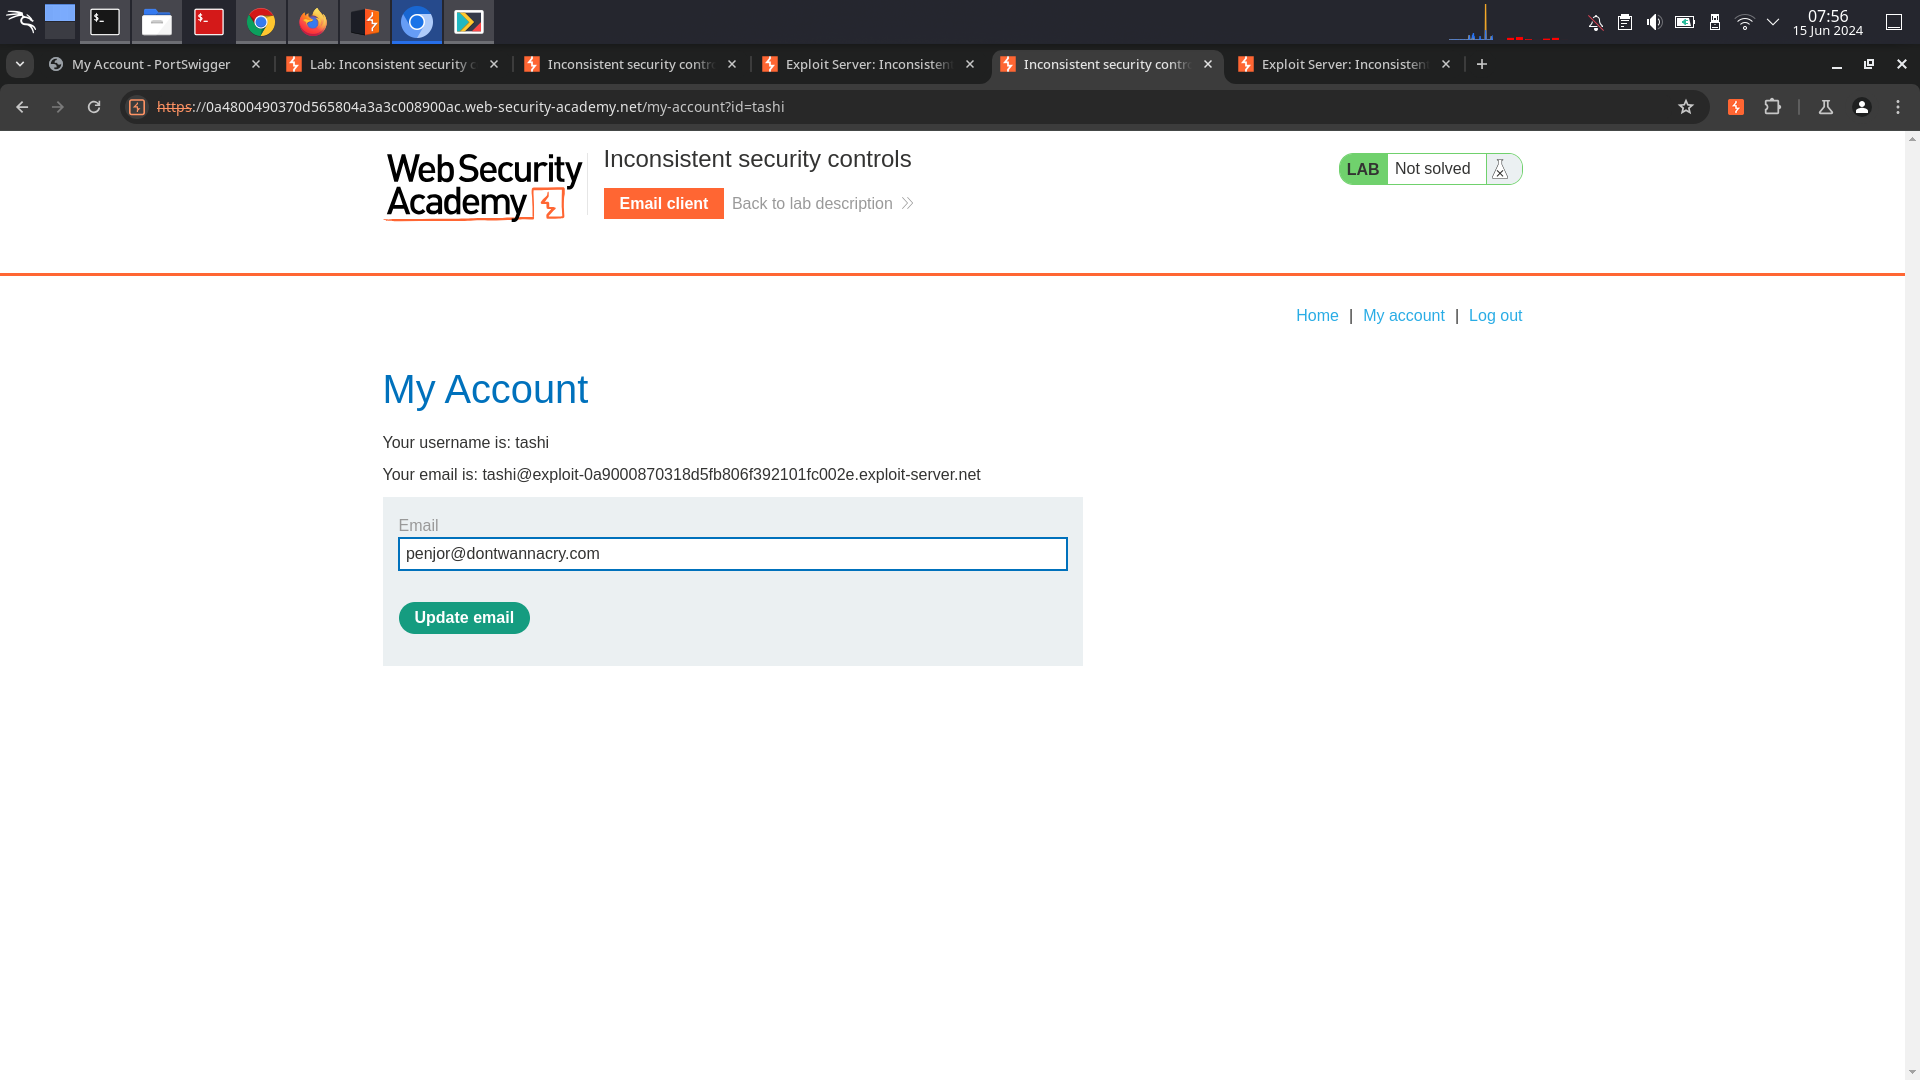 07:56
15 Jun 2024
My Account - PortSwigger
Lab: Inconsistent security c
Inconsistent security contr
Exploit Server: Inconsisten
Inconsistent security contr
Exploit Server: Inconsisten
https://0a4800490370d565804a3a3c008900ac.web-security-academy.net/my-account?id=tashi
Web Security
Academy
Inconsistent security controls
Email client
Back to lab description
LAB
Not solved
Home | My account | Log out
My Account
Your username is: tashi
Your email is: tashi@exploit-0a9000870318d5fb806f392101fc002e.exploit-server.net
Email
penjor@dontwannacry.com
Update email